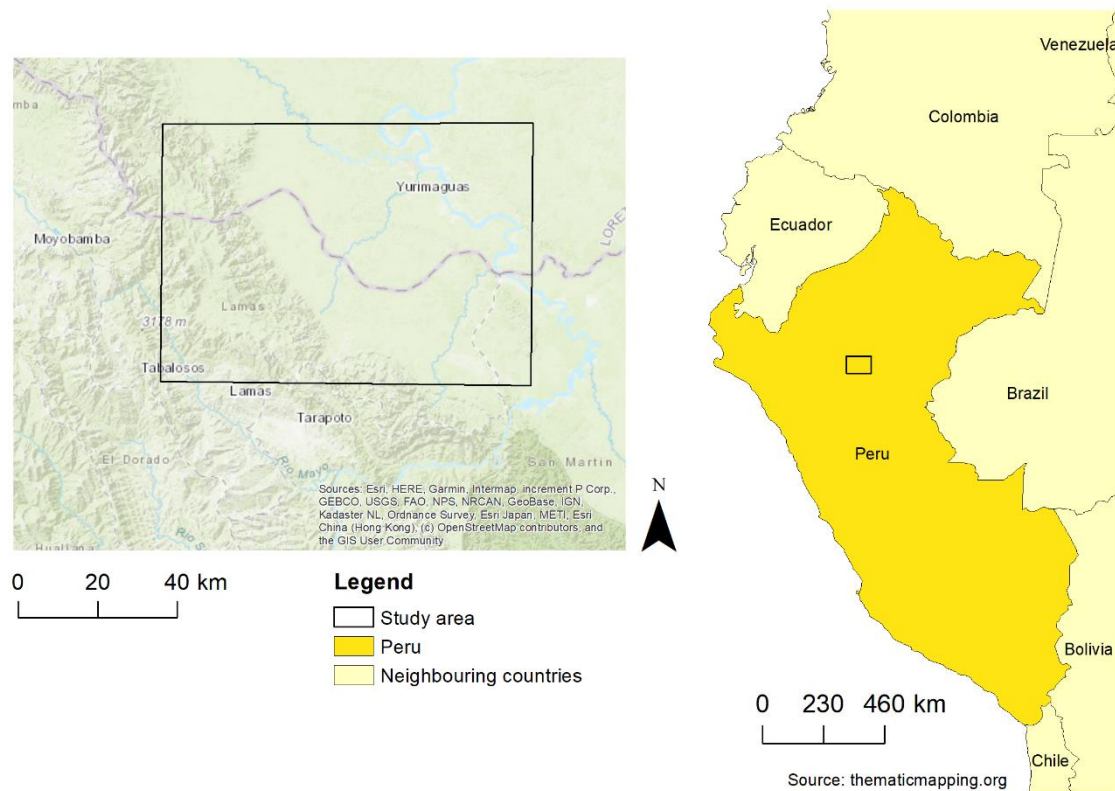 mba
Yurimaguas
Moyobamba
LORE
Lamas
3178 m
Tabalosos
Lamas
Tarapoto
El Dorado
Rio Mayo
San Martin
Huallaga
Rio S
Sources: Esri, HERE, Garmin, Intermap, increment P Corp.,
GEBCO, USGS, FAO, NPS, NRCAN, GeoBase, IGN,
Kadaster NL, Ordnance Survey, Esri Japan, METI, Esri
China (Hong Kong), (c) OpenStreetMap contributors, and
the GIS User Community
N
0 20 40 km
Legend
Study area
Peru
Neighbouring countries
Venezuela
Colombia
Ecuador
Brazil
Peru
Bolivia
Chile
0 230 460 km
Source: thematicmapping.org